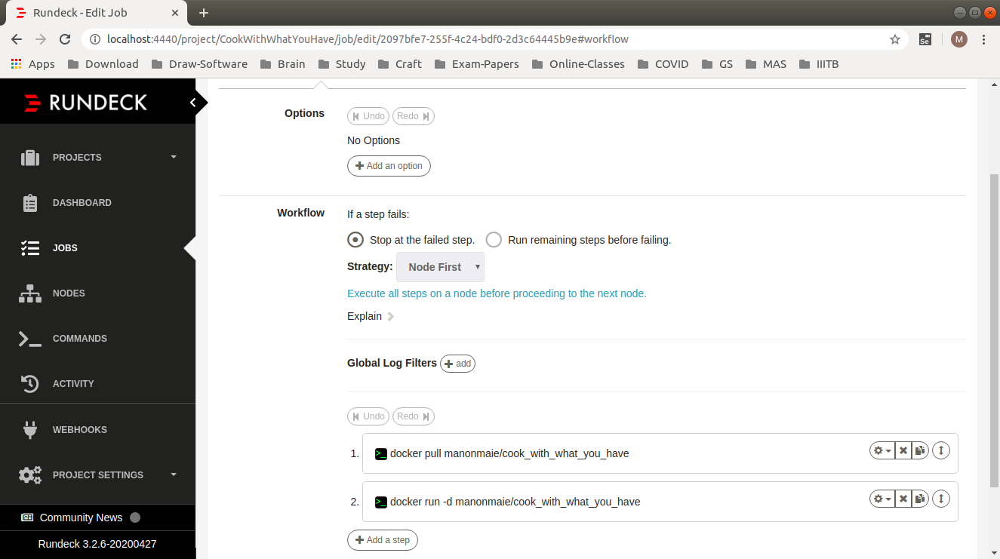 Rundeck - Edit Job
localhost:4440/project/CookWithWhatYouHave/job/edit/2097bfe7-255f-4c24-bdf0-2d3c64445b9e#workflow
Se
M
Apps Download Draw-Software Brain Study Craft Exam-Papers Online-Classes COVID GS MAS IIITB
RUNDECK
PROJECTS
DASHBOARD
JOBS
NODES
COMMANDS
ACTIVITY
WEBHOOKS
PROJECT SETTINGS
Community News
Rundeck 3.2.6-20200427
Options
Undo Redo
No Options
Add an option
Workflow
If a step fails:
Stop at the failed step. Run remaining steps before failing.
Strategy: Node First
Execute all steps on a node before proceeding to the next node.
Explain
Global Log Filters add
Undo Redo
1. >_ docker pull manonmaie/cook_with_what_you_have
2. >_ docker run -d manonmaie/cook_with_what_you_have
Add a step